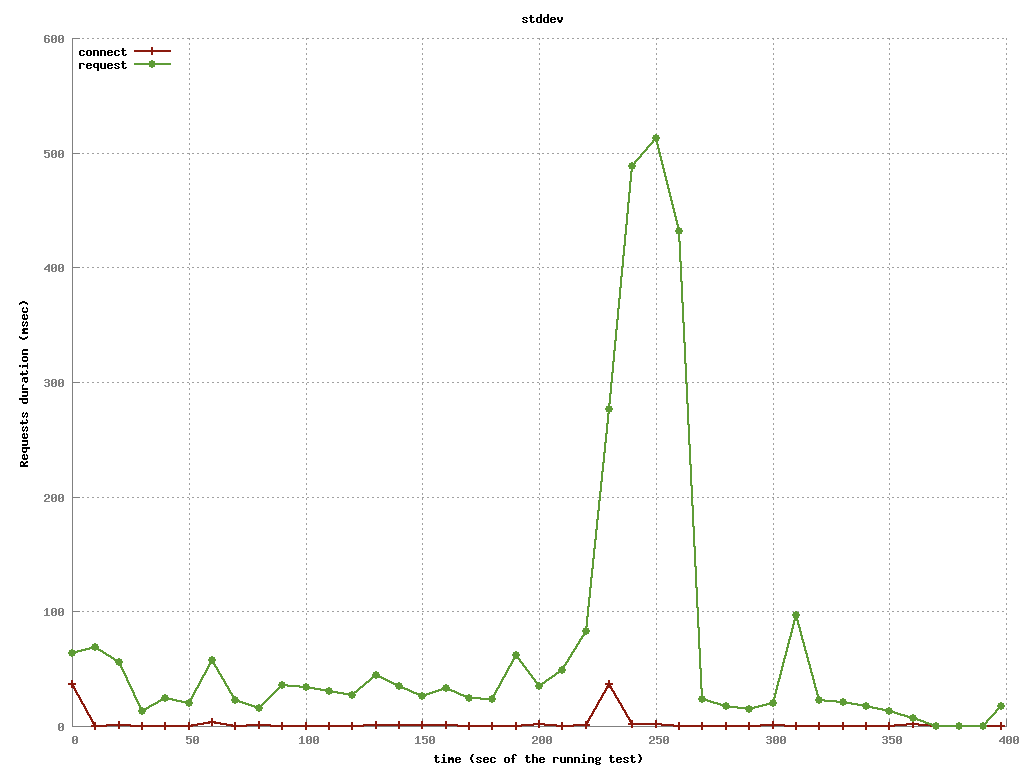 stddev
connect
request
600
500
400
300
200
100
0
Requests duration (msec)
0 50 100 150 200 250 300 350 400
time (sec of the running test)